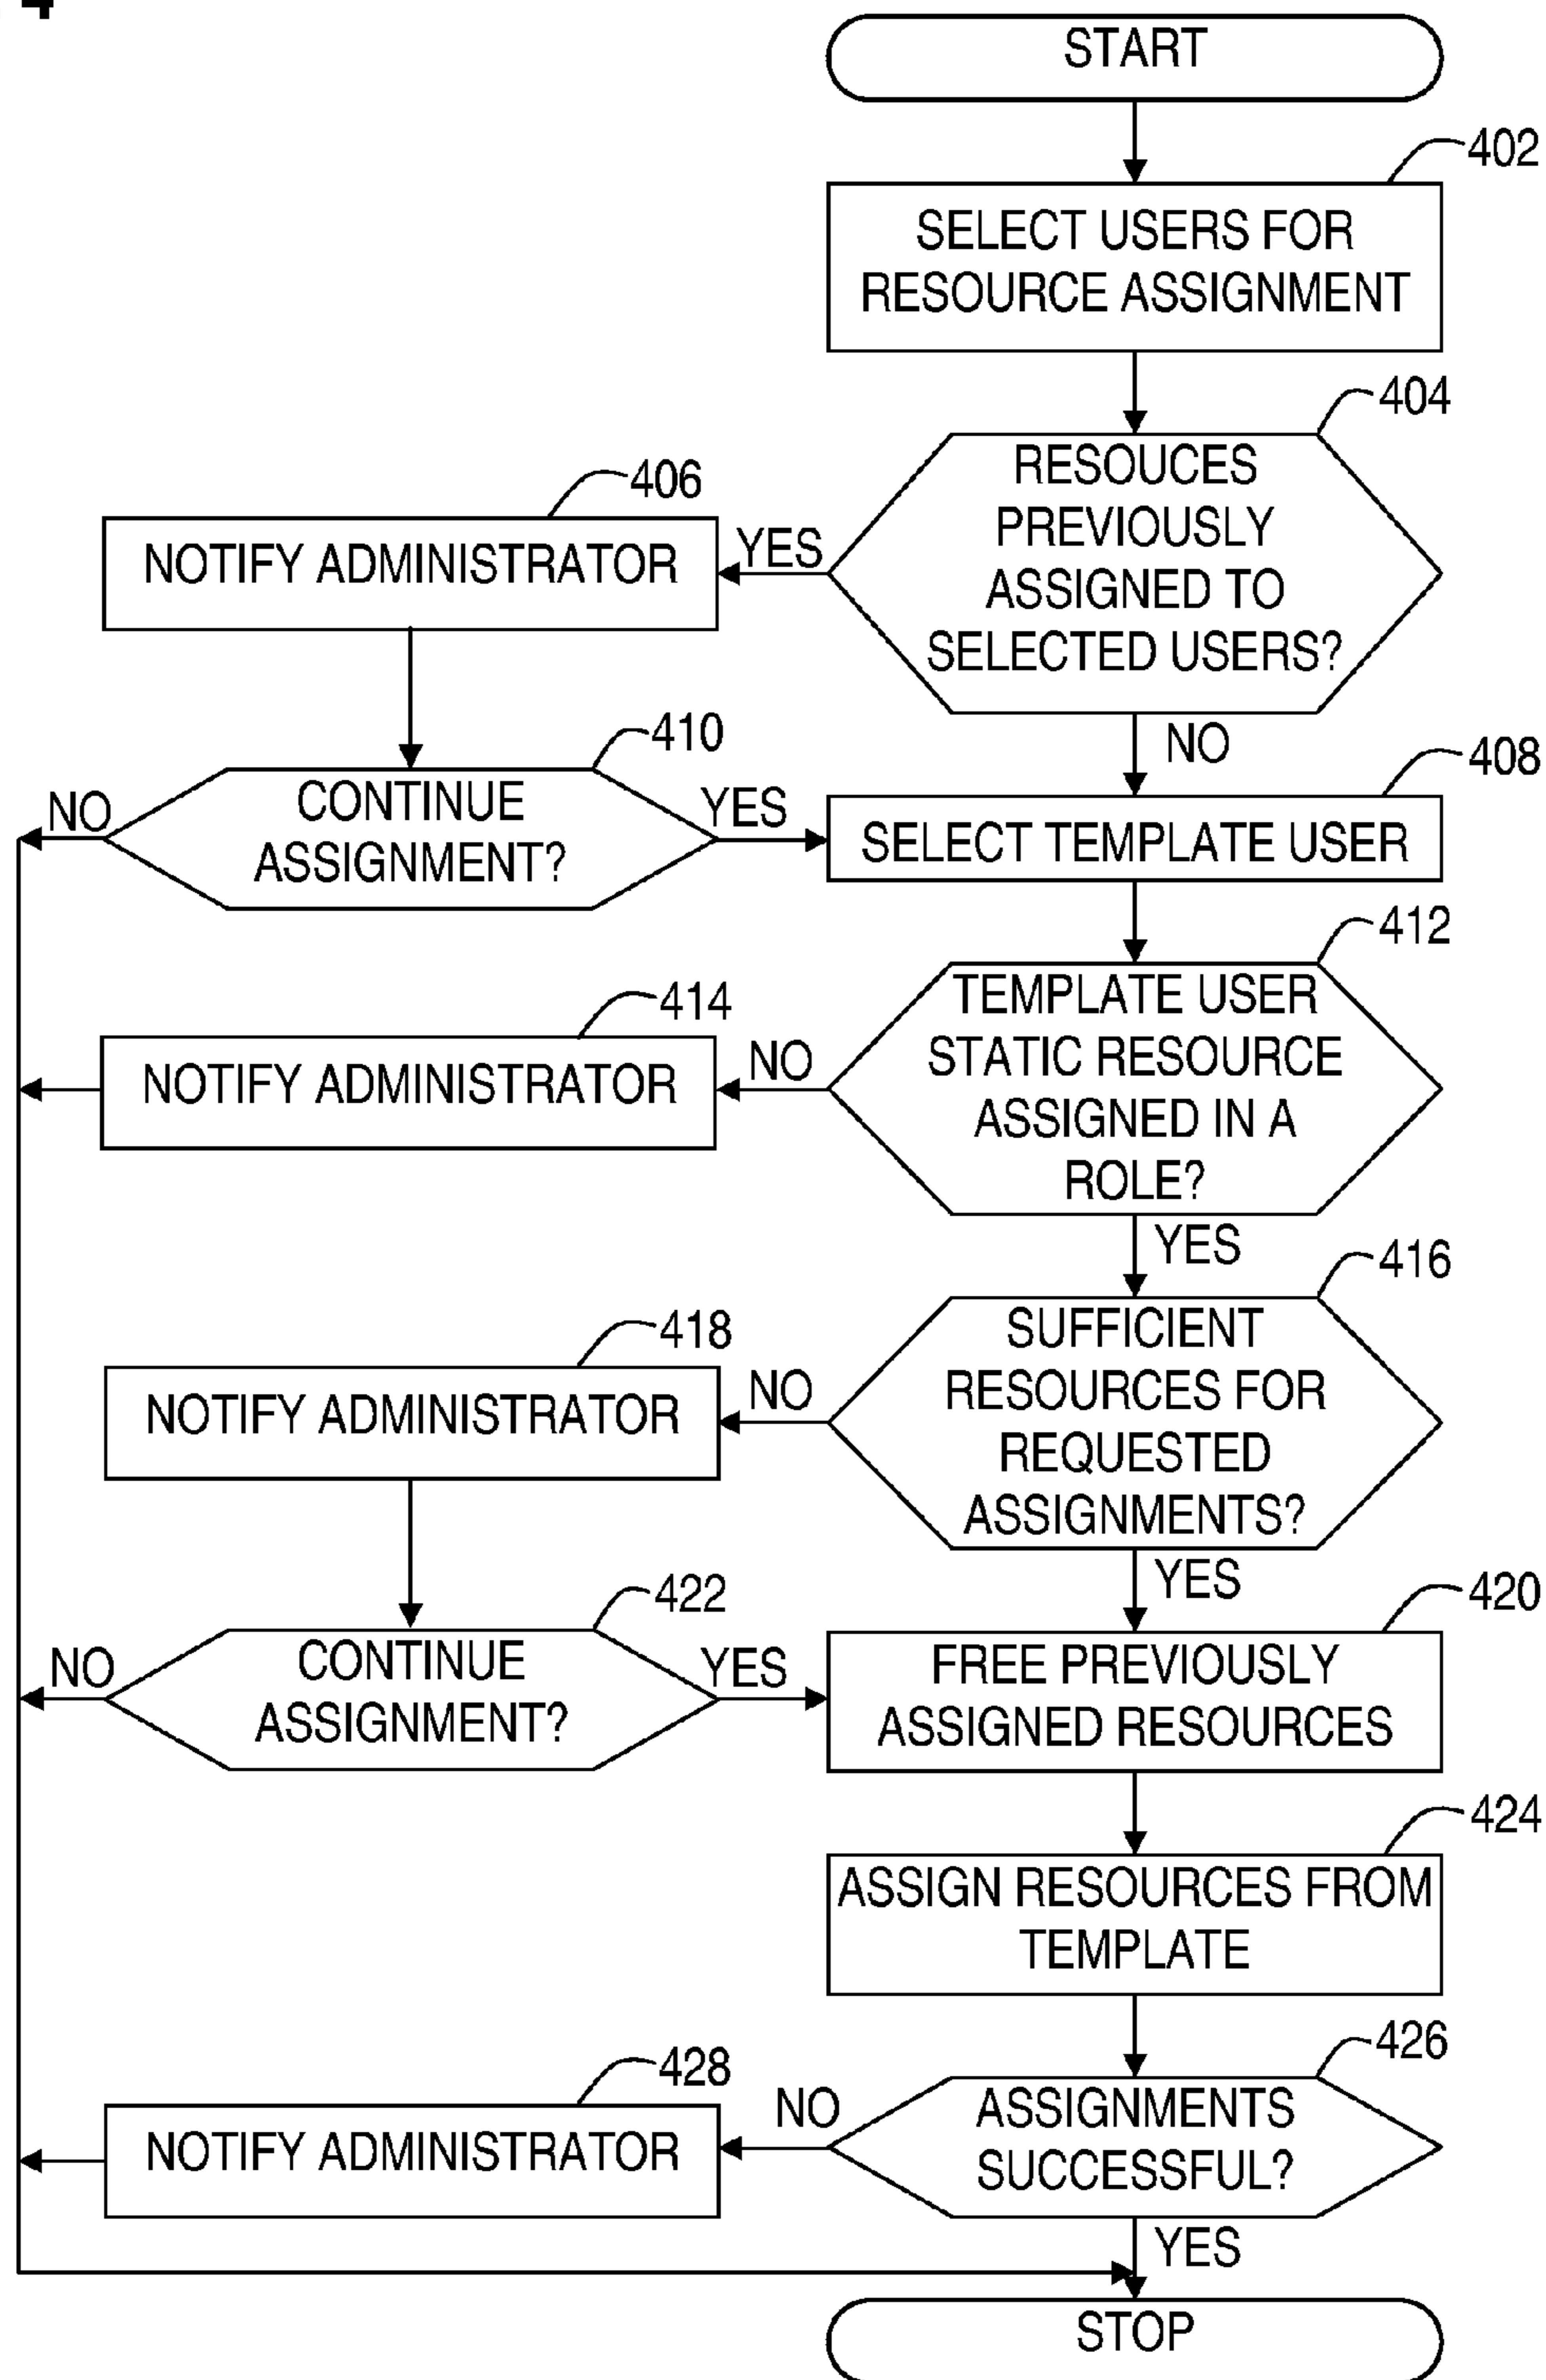 4
START
402
SELECT USERS FOR
RESOURCE ASSIGNMENT
404
RESOUCES
PREVIOUSLY
ASSIGNED TO
SELECTED USERS?
406
NOTIFY ADMINISTRATOR
YES
NO
410
CONTINUE
ASSIGNMENT?
NO
YES
408
SELECT TEMPLATE USER
412
TEMPLATE USER
STATIC RESOURCE
ASSIGNED IN A
ROLE?
414
NOTIFY ADMINISTRATOR
NO
YES
416
SUFFICIENT
RESOURCES FOR
REQUESTED
ASSIGNMENTS?
418
NOTIFY ADMINISTRATOR
NO
YES
422
CONTINUE
ASSIGNMENT?
NO
YES
420
FREE PREVIOUSLY
ASSIGNED RESOURCES
424
ASSIGN RESOURCES FROM
TEMPLATE
426
ASSIGNMENTS
SUCCESSFUL?
428
NOTIFY ADMINISTRATOR
NO
YES
STOP